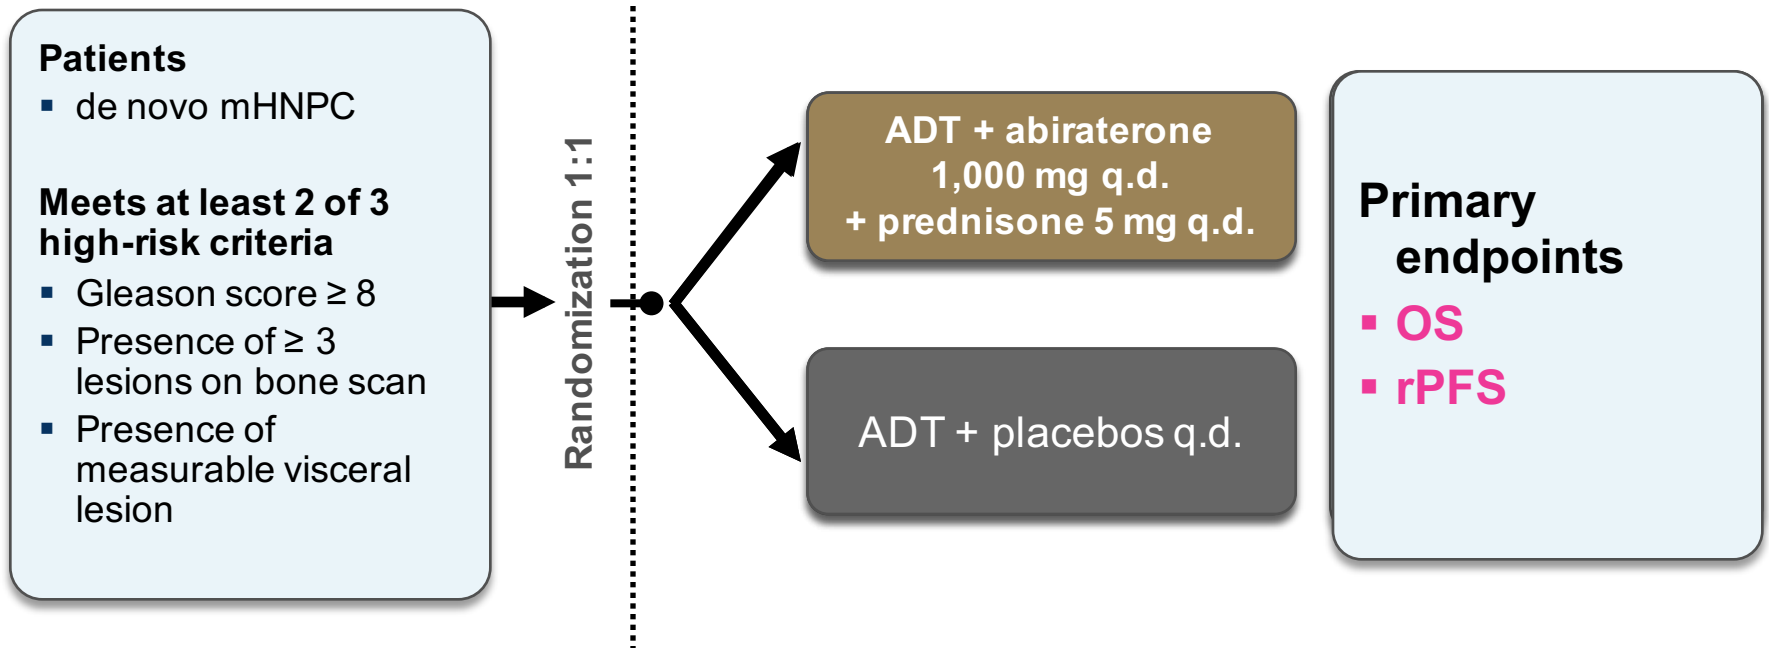 Patients
▪ de novo mHNPC
Meets at least 2 of 3
high-risk criteria
▪ Gleason score ≥ 8
▪ Presence of ≥ 3
lesions on bone scan
▪ Presence of
measurable visceral
lesion
Randomization 1:1
ADT + abiraterone
1,000 mg q.d.
+ prednisone 5 mg q.d.
ADT + placebos q.d.
Primary
endpoints
▪ OS
▪ rPFS